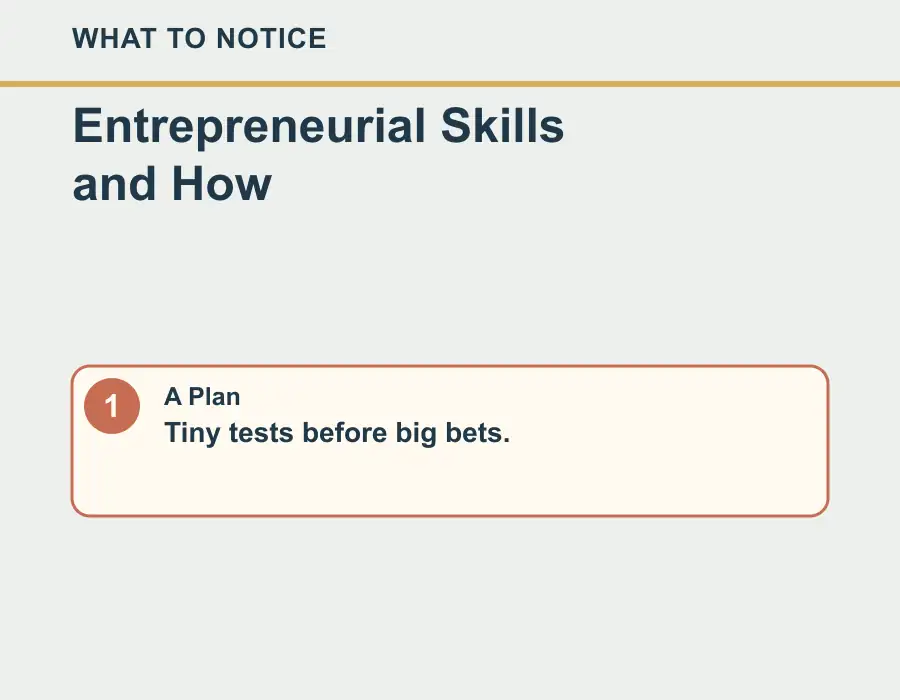 WHAT TO NOTICE
Entrepreneurial Skills
and How
1
A Plan
Tiny tests before big bets.